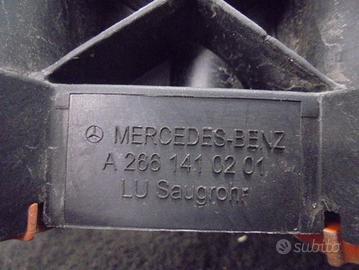 MERCEDES-BENZ
A 266 141 02 01
LU Saugrohr
subito